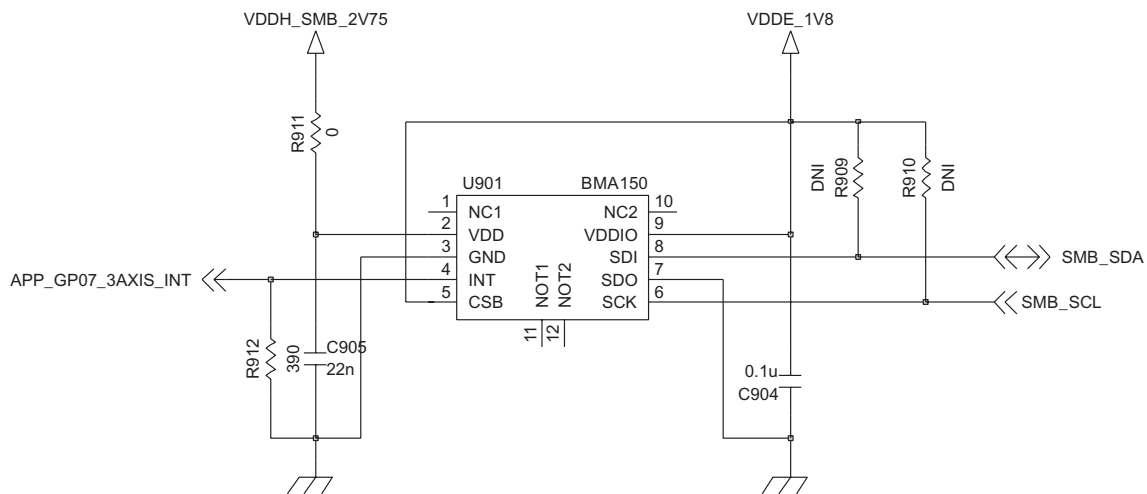 VDDH_SMB_2V75
VDDE_1V8
R911
0
DNI
R909
R910
DNI
U901
BMA150
1
NC1
NC2
10
2
VDD
VDDIO
9
3
GND
SDI
8
SMB_SDA
APP_GP07_3AXIS_INT
4
INT
SDO
7
5
CSB
SCK
6
SMB_SCL
NOT1
NOT2
11
12
R912
390
C905
22n
0.1u
C904